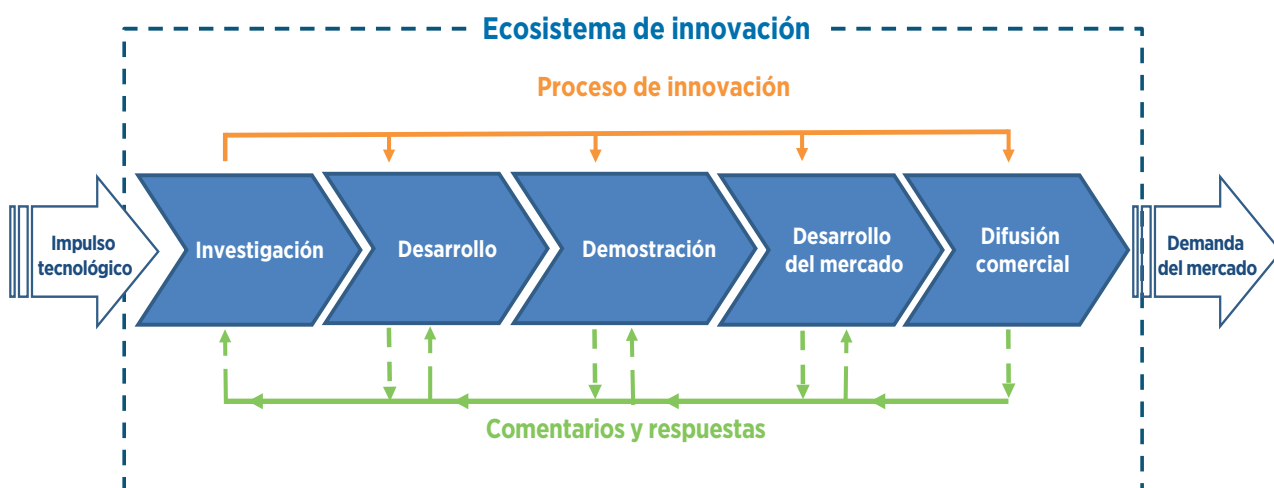 Ecosistema de innovación
Proceso de innovación
Impulso
tecnológico
Investigación
Desarrollo
Demostración
Desarrollo
del mercado
Difusión
comercial
Demanda
del mercado
Comentarios y respuestas